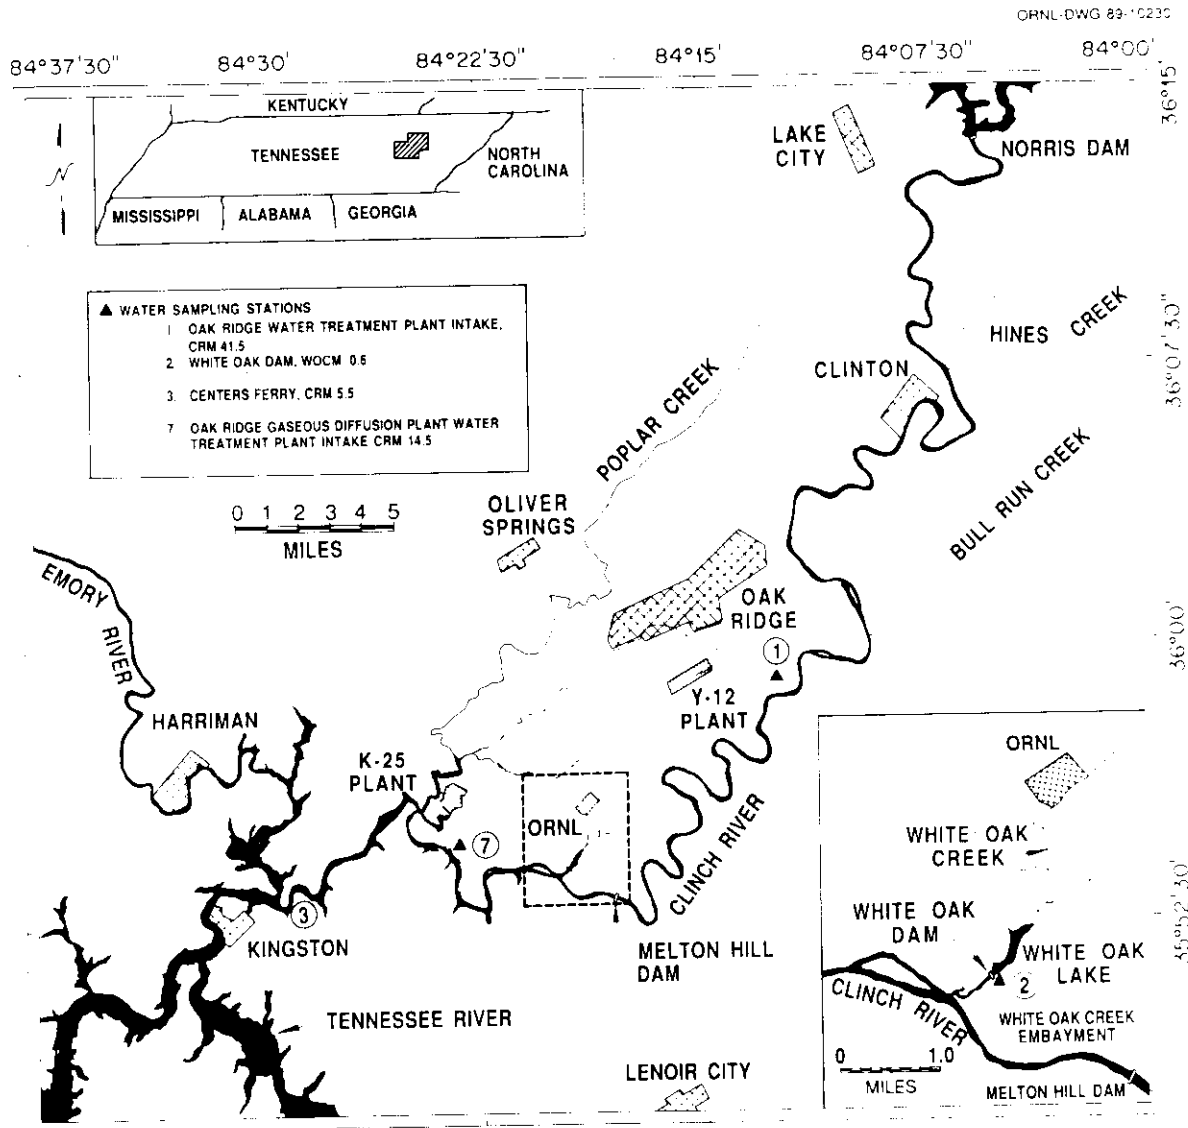 ORNL-DWG 89-10230
84°37'30"
84°30'
84°22'30"
84°15'
84°07'30"
84°00'
36°15'
KENTUCKY
TENNESSEE
NORTH
CAROLINA
MISSISSIPPI
ALABAMA
GEORGIA
N
LAKE
CITY
NORRIS DAM
▲ WATER SAMPLING STATIONS
1 OAK RIDGE WATER TREATMENT PLANT INTAKE,
CRM 41.5
2. WHITE OAK DAM, WOCM 0.6
3. CENTERS FERRY, CRM 5.5
7 OAK RIDGE GASEOUS DIFFUSION PLANT WATER
TREATMENT PLANT INTAKE CRM 14.5
HINES CREEK
36°07'30"
CLINTON
POPLAR CREEK
BULL RUN CREEK
0 1 2 3 4 5
MILES
OLIVER
SPRINGS
EMORY
RIVER
OAK
RIDGE
1
36°00'
Y-12
PLANT
HARRIMAN
K-25
PLANT
ORNL
7
CLINCH RIVER
3
KINGSTON
MELTON HILL
DAM
TENNESSEE RIVER
LENOIR CITY
ORNL
WHITE OAK
CREEK
WHITE OAK
DAM
WHITE OAK
LAKE
2
CLINCH RIVER
WHITE OAK CREEK
EMBAYMENT
0 1.0
MILES
MELTON HILL DAM
35°52'30"